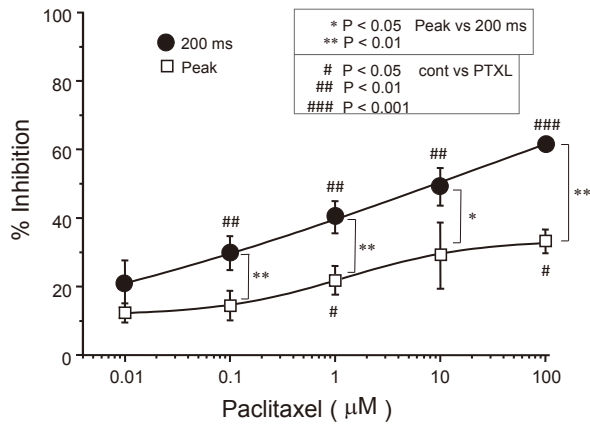 100
80
60
40
20
0
% Inhibition
200 ms
Peak
* P < 0.05 Peak vs 200 ms
** P < 0.01
# P < 0.05 cont vs PTXL
## P < 0.01
### P < 0.001
##
##
##
###
**
**
*
**
#
#
0.01 0.1 1 10 100
Paclitaxel ( μM )